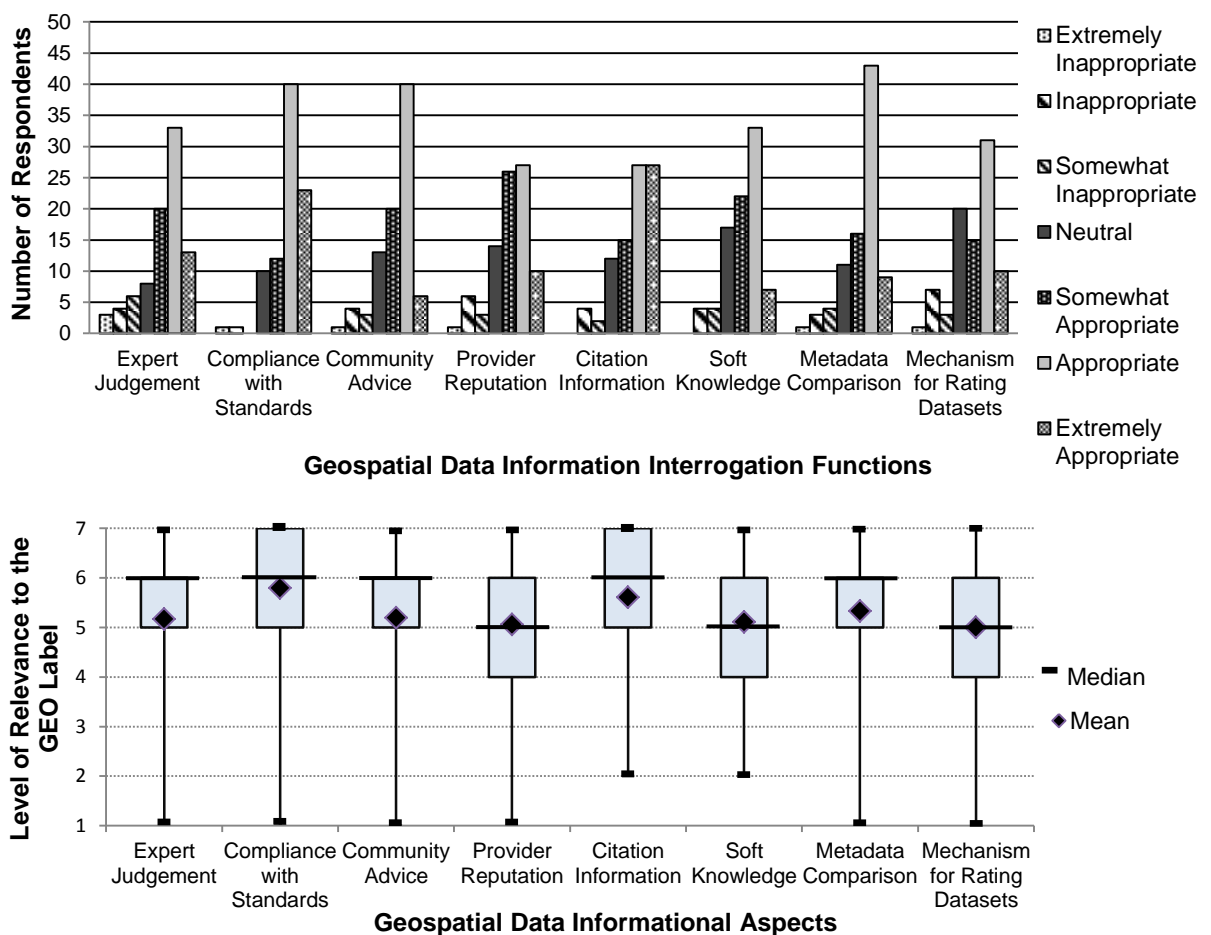 50
45
40
35
30
25
20
15
10
5
0
Number of Respondents
Expert
Judgement
Compliance
with
Standards
Community
Advice
Provider
Reputation
Citation
Information
Soft
Knowledge
Metadata
Comparison
Mechanism
for Rating
Datasets
Geospatial Data Information Interrogation Functions
Extremely
Inappropriate
Inappropriate
Somewhat
Inappropriate
Neutral
Somewhat
Appropriate
Appropriate
Extremely
Appropriate
7
6
5
4
3
2
1
Level of Relevance to the
GEO Label
Expert
Judgement
Compliance
with
Standards
Community
Advice
Provider
Reputation
Citation
Information
Soft
Knowledge
Metadata
Comparison
Mechanism
for Rating
Datasets
Geospatial Data Informational Aspects
Median
Mean